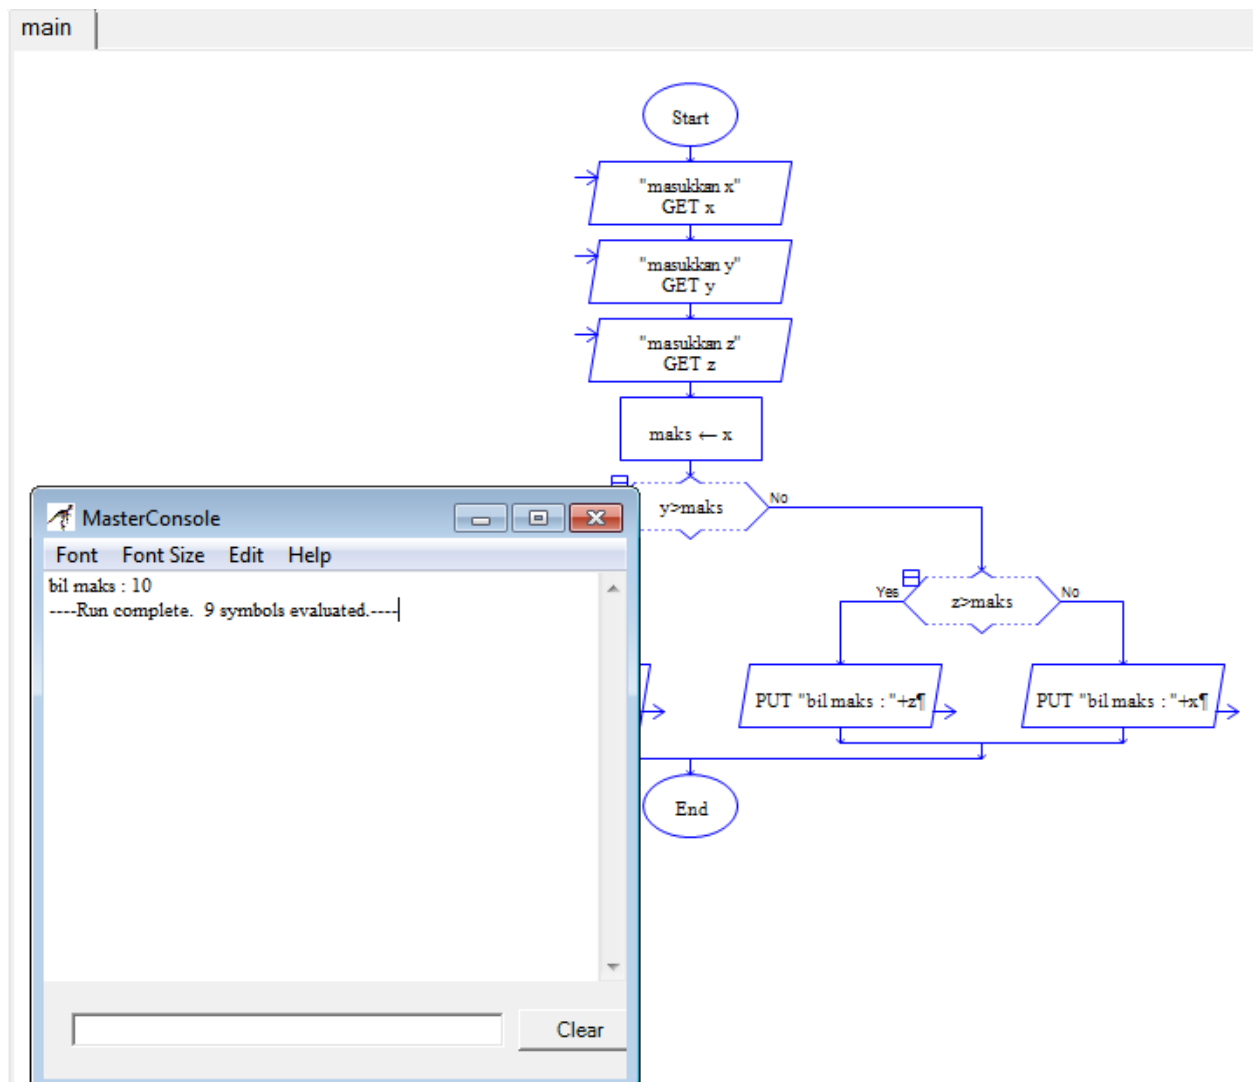 main
Start
"masukkan x"
GET x
"masukkan y"
GET y
"masukkan z"
GET z
maks ← x
y>maks
No
z>maks
Yes
No
PUT "bil maks : "+z¶
PUT "bil maks : "+x¶
End
MasterConsole
Font Font Size Edit Help
bil maks : 10
----Run complete.  9 symbols evaluated.----
Clear